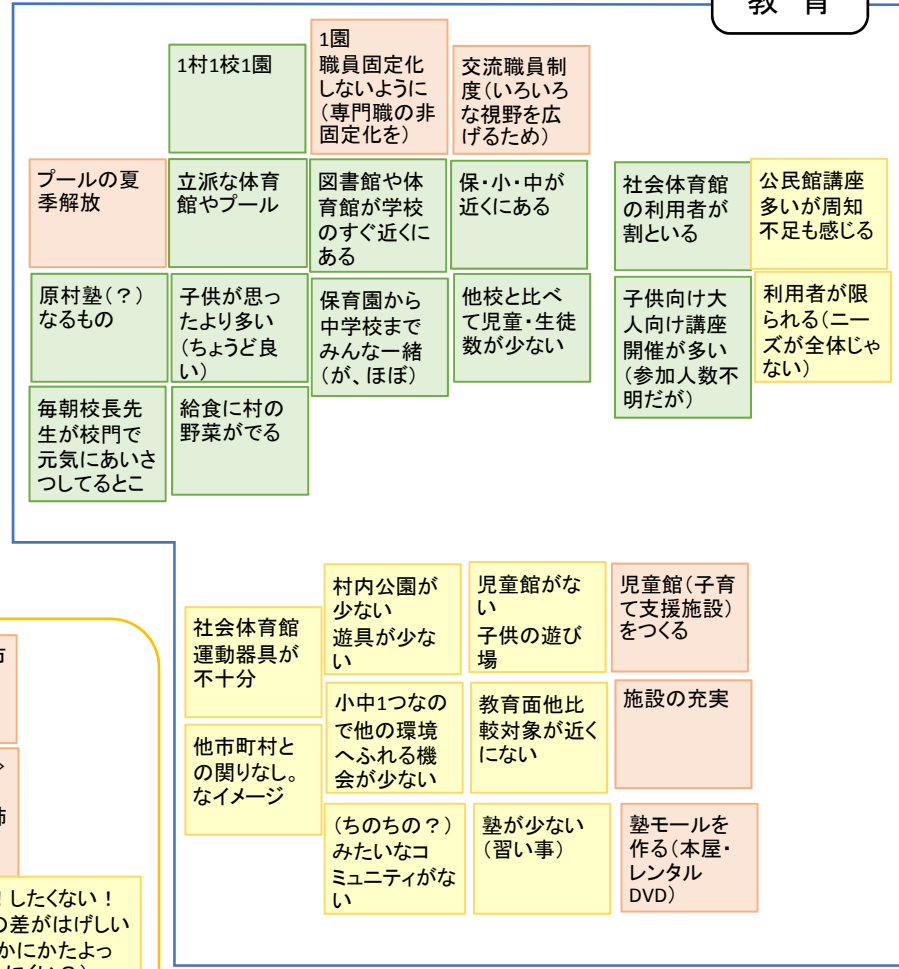 教 育
1村1校1園
1園
職員固定化
しないように
(専門職の非
固定化を)
交流職員制
度(いろいろ
な視野を広
げるため)
プールの夏
季解放
立派な体育
館やプール
図書館や体
育館が学校
のすぐ近くに
ある
保・小・中が
近くにある
社会体育館
の利用者が
割といる
公民館講座
多いが周知
不足も感じる
原村塾(?)
なるもの
子供が思っ
たより多い
(ちょうど良
い)
保育園から
中学校まで
みんな一緒
(が、ほぼ)
他校と比べ
て児童・生徒
数が少ない
子供向け大
人向け講座
開催が多い
(参加人数不
明だが)
利用者が限
られる(ニー
ズが全体じゃ
ない)
毎朝校長先
生が校門で
元気にあいさ
つしてるとこ
給食に村の
野菜がでる
社会体育館
運動器具が
不十分
村内公園が
少ない
遊具が少な
い
児童館がな
い
子供の遊び
場
児童館(子育
て支援施設)
をつくる
他市町村と
の関りなし。
なイメージ
小中1つなの
で他の環境
へふれる機
会が少ない
教育面他比
較対象が近く
にない
施設の充実
(ちのちの?)
みたいなコ
ミュニティがな
い
塾が少ない
(習い事)
塾モールを
作る(本屋・
レンタル
DVD)
!したくない!
の差がはげしい
かにかたよっ